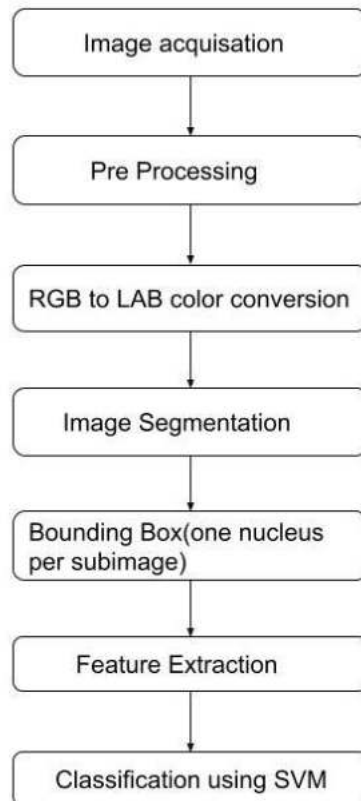 Image acquisation
Pre Processing
RGB to LAB color conversion
Image Segmentation
Bounding Box(one nucleus
per subimage)
Feature Extraction
Classification using SVM